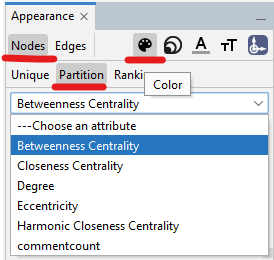 Appearance ×
Nodes Edges A TT
Unique Partition Ranki
Color
Betweenness Centrality
---Choose an attribute
Betweenness Centrality
Closeness Centrality
Degree
Eccentricity
Harmonic Closeness Centrality
commentcount